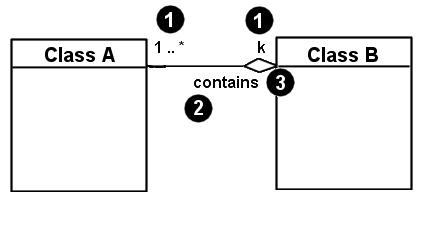 1 1
1 .. * k
Class A Class B
contains 3
2